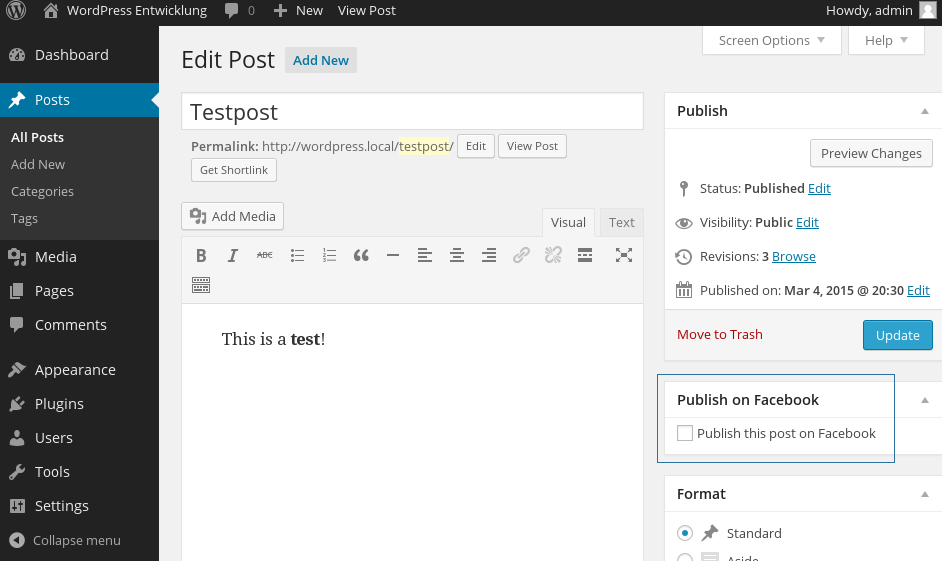 WordPress Entwicklung 0 New View Post Howdy, admin
Screen Options Help
Dashboard
Posts
All Posts
Add New
Categories
Tags
Media
Pages
Comments
Appearance
Plugins
Users
Tools
Settings
Collapse menu
Edit Post Add New
Testpost
Permalink: http://wordpress.local/testpost/ Edit View Post
Get Shortlink
Add Media
Visual Text
B I ABC
This is a test!
Publish
Preview Changes
Status: Published Edit
Visibility: Public Edit
Revisions: 3 Browse
Published on: Mar 4, 2015 @ 20:30 Edit
Move to Trash Update
Publish on Facebook
Publish this post on Facebook
Format
Standard
Aside